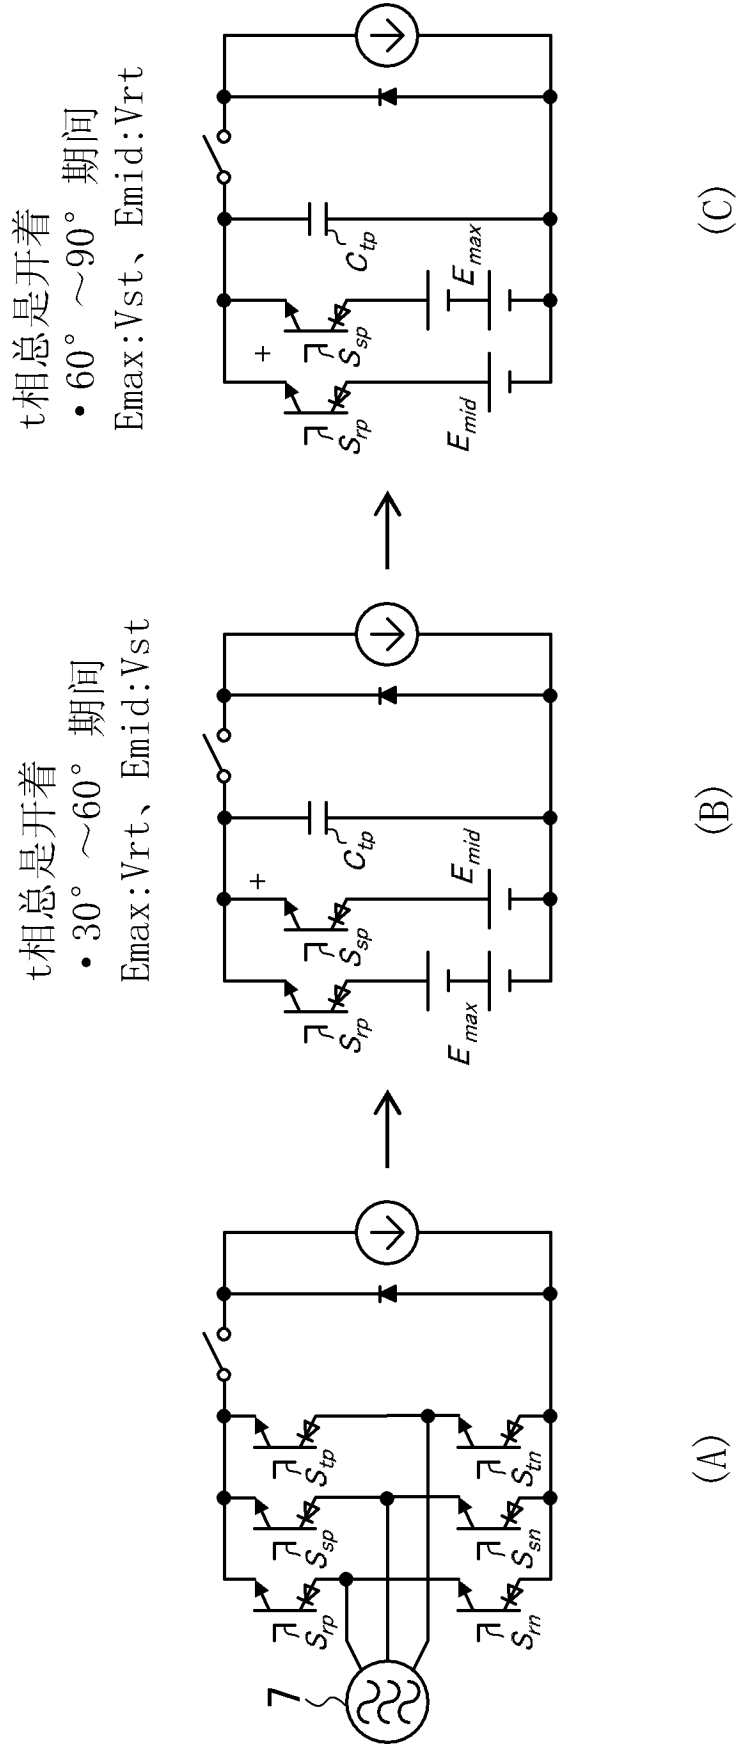 t相总是开着
•30° ～60° 期间
Emax:Vrt、Emid:Vst
t相总是开着
•60° ～90° 期间
Emax:Vst、Emid:Vrt
7
Srp
Ssp
Stp
Srn
Ssn
Stn
Srp
Ssp
+
Ctp
Emax
Emid
Srp
Ssp
+
Ctp
Emid
Emax
(A)
(B)
(C)